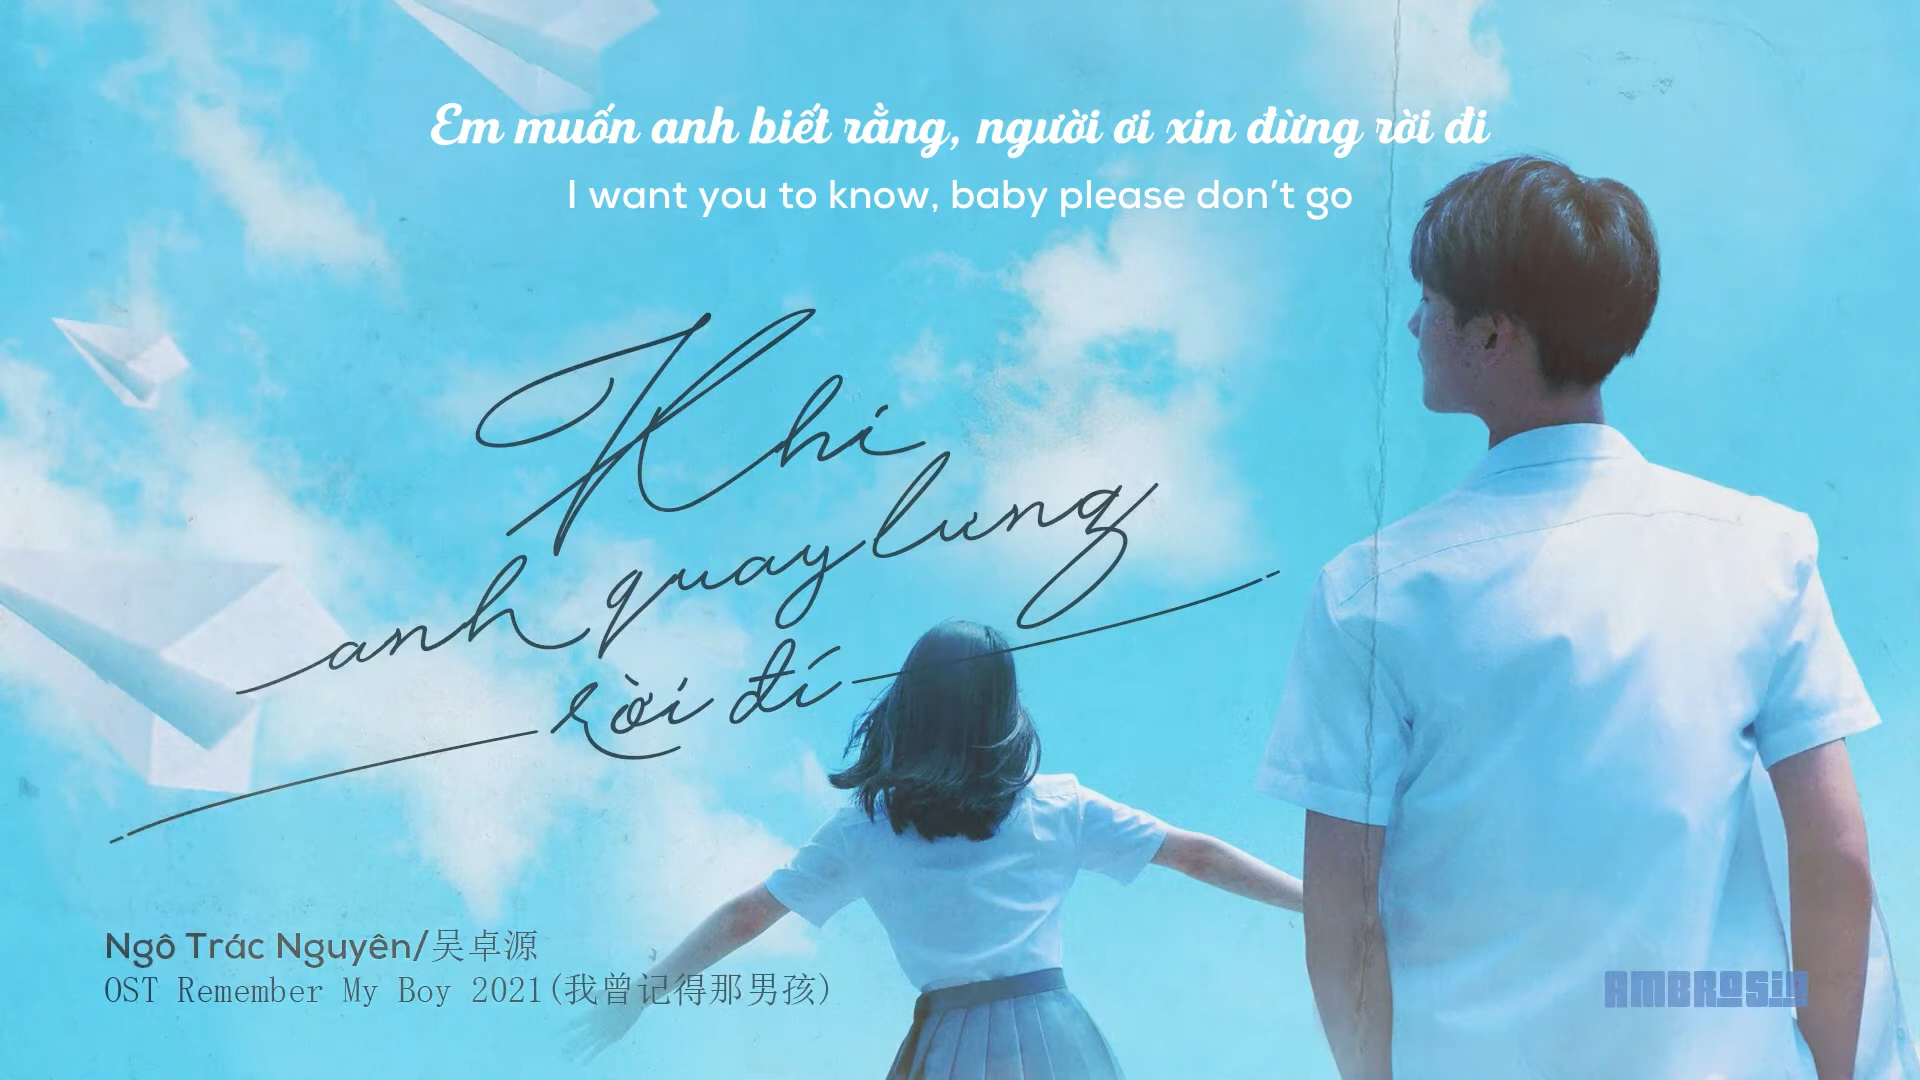 Em muốn anh biết rằng, người ơi xin đừng rời đi
I want you to know, baby please don't go
Khi
anh quay lưng
rời đi
Ngô Trác Nguyên/吴卓源
OST Remember My Boy 2021(我曾记得那男孩)
AMBROSIA